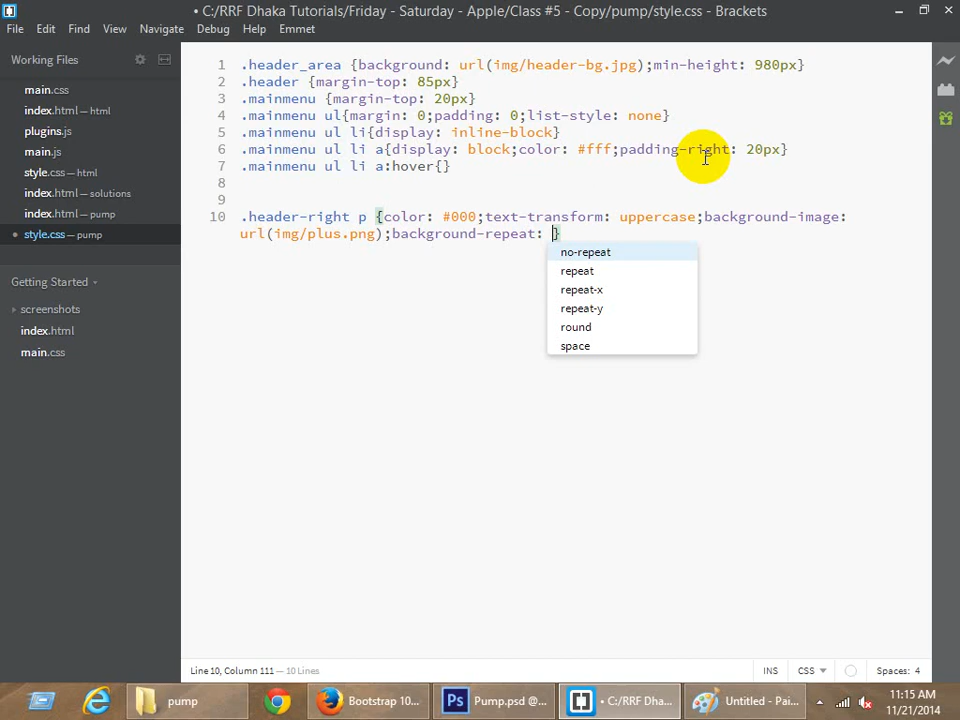 • C:/RRF Dhaka Tutorials/Friday - Saturday - Apple/Class #5 - Copy/pump/style.css - Brackets
File Edit Find View Navigate Debug Help Emmet
Working Files
main.css
index.html — html
plugins.js
main.js
style.css — html
index.html — solutions
index.html — pump
style.css — pump
Getting Started
screenshots
index.html
main.css
1 .header_area {background: url(img/header-bg.jpg);min-height: 980px}
2 .header {margin-top: 85px}
3 .mainmenu {margin-top: 20px}
4 .mainmenu ul{margin: 0;padding: 0;list-style: none}
5 .mainmenu ul li{display: inline-block}
6 .mainmenu ul li a{display: block;color: #fff;padding-right: 20px}
7 .mainmenu ul li a:hover{}
8
9
10 .header-right p {color: #000;text-transform: uppercase;background-image:
url(img/plus.png);background-repeat: }
no-repeat
repeat
repeat-x
repeat-y
round
space
Line 10, Column 111 — 10 Lines
INS CSS Spaces: 4
pump
Bootstrap 10...
Ps Pump.psd @...
• C:/RRF Dha...
Untitled - Pai...
11:15 AM
11/21/2014